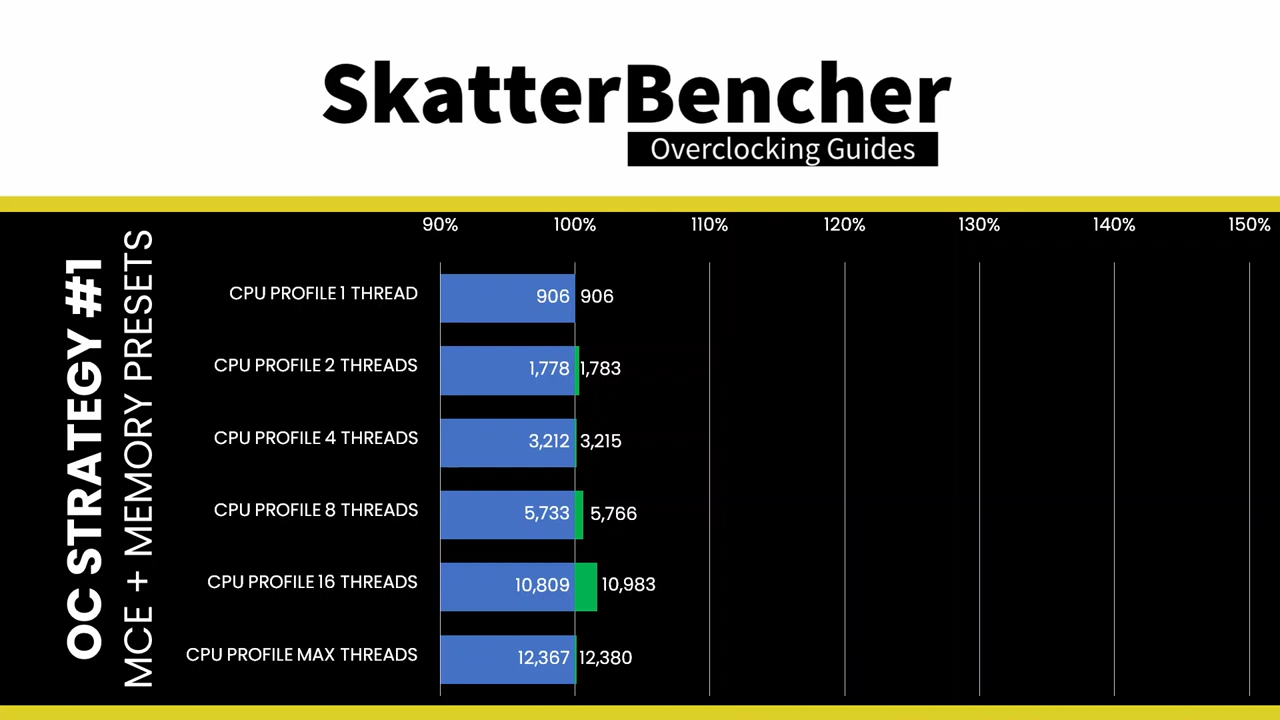 SkatterBencher
Overclocking Guides
OC STRATEGY #1
MCE + MEMORY PRESETS
90% 100% 110% 120% 130% 140% 150%
CPU PROFILE 1 THREAD 906 906
CPU PROFILE 2 THREADS 1,778 1,783
CPU PROFILE 4 THREADS 3,212 3,215
CPU PROFILE 8 THREADS 5,733 5,766
CPU PROFILE 16 THREADS 10,809 10,983
CPU PROFILE MAX THREADS 12,367 12,380